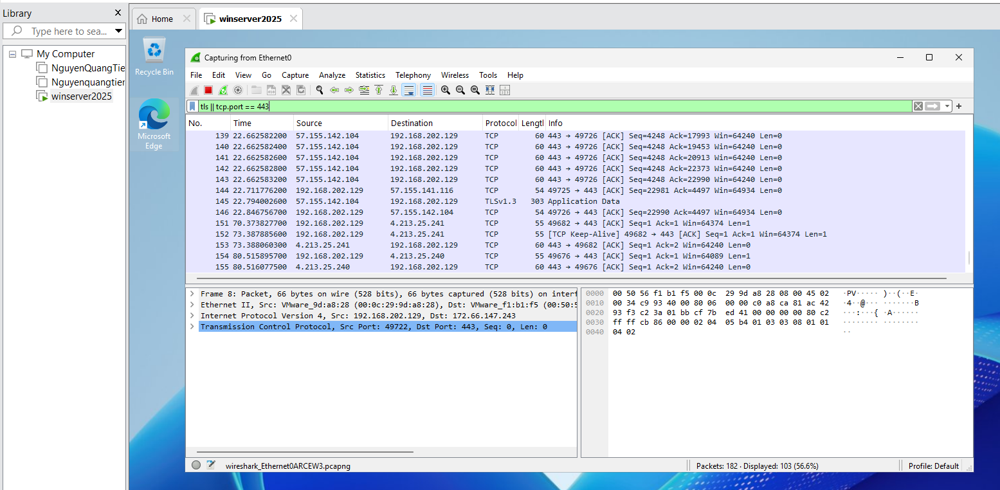 Library
Home
winserver2025
Type here to sea...
My Computer
NguyenQuangTie
Nguyenquangtier
winserver2025
Recycle Bin
Microsoft
Edge
Capturing from Ethernet0
File Edit View Go Capture Analyze Statistics Telephony Wireless Tools Help
tls || tcp.port == 443
No. Time Source Destination Protocol Lengtl Info
139 22.662582200 57.155.142.104 192.168.202.129 TCP 60 443 → 49726 [ACK] Seq=4248 Ack=17993 Win=64240 Len=0
140 22.662582400 57.155.142.104 192.168.202.129 TCP 60 443 → 49726 [ACK] Seq=4248 Ack=19453 Win=64240 Len=0
141 22.662582600 57.155.142.104 192.168.202.129 TCP 60 443 → 49726 [ACK] Seq=4248 Ack=20913 Win=64240 Len=0
142 22.662582800 57.155.142.104 192.168.202.129 TCP 60 443 → 49726 [ACK] Seq=4248 Ack=22373 Win=64240 Len=0
143 22.662583200 57.155.142.104 192.168.202.129 TCP 60 443 → 49726 [ACK] Seq=4248 Ack=22990 Win=64240 Len=0
144 22.711776200 192.168.202.129 57.155.141.116 TCP 54 49725 → 443 [ACK] Seq=22981 Ack=4497 Win=64934 Len=0
145 22.794002600 57.155.142.104 192.168.202.129 TLSv1.3 303 Application Data
146 22.846756700 192.168.202.129 57.155.142.104 TCP 54 49726 → 443 [ACK] Seq=22990 Ack=4497 Win=64934 Len=0
151 70.373827700 192.168.202.129 4.213.25.241 TCP 55 49682 → 443 [ACK] Seq=1 Ack=1 Win=64374 Len=1
152 73.387885600 192.168.202.129 4.213.25.241 TCP 55 [TCP Keep-Alive] 49682 → 443 [ACK] Seq=1 Ack=1 Win=64374 Len=1
153 73.388060300 4.213.25.241 192.168.202.129 TCP 60 443 → 49682 [ACK] Seq=1 Ack=2 Win=64240 Len=0
154 80.515895700 192.168.202.129 4.213.25.240 TCP 55 49676 → 443 [ACK] Seq=1 Ack=1 Win=64089 Len=1
155 80.516077500 4.213.25.240 192.168.202.129 TCP 60 443 → 49676 [ACK] Seq=1 Ack=2 Win=64240 Len=0
Frame 8: Packet, 66 bytes on wire (528 bits), 66 bytes captured (528 bits) on interf
Ethernet II, Src: VMware_9d:a8:28 (00:0c:29:9d:a8:28), Dst: VMware_f1:b1:f5 (00:50:5
Internet Protocol Version 4, Src: 192.168.202.129, Dst: 172.66.147.243
Transmission Control Protocol, Src Port: 49722, Dst Port: 443, Seq: 0, Len: 0
0000 00 50 56 f1 b1 f5 00 0c 29 9d a8 28 08 00 45 02 ·PV····· )··(··E·
0010 00 34 c9 93 40 00 80 06 00 00 c0 a8 ca 81 ac 42 ·4··@··· ·······B
0020 93 f3 c2 3a 01 bb cf 7b ed 41 00 00 00 00 80 c2 ···:···{ ·A······
0030 ff ff cb 86 00 00 02 04 05 b4 01 03 03 08 01 01 ········ ········
0040 04 02 ··
wireshark_Ethernet0ARCEW3.pcapng
Packets: 182 · Displayed: 103 (56.6%)
Profile: Default